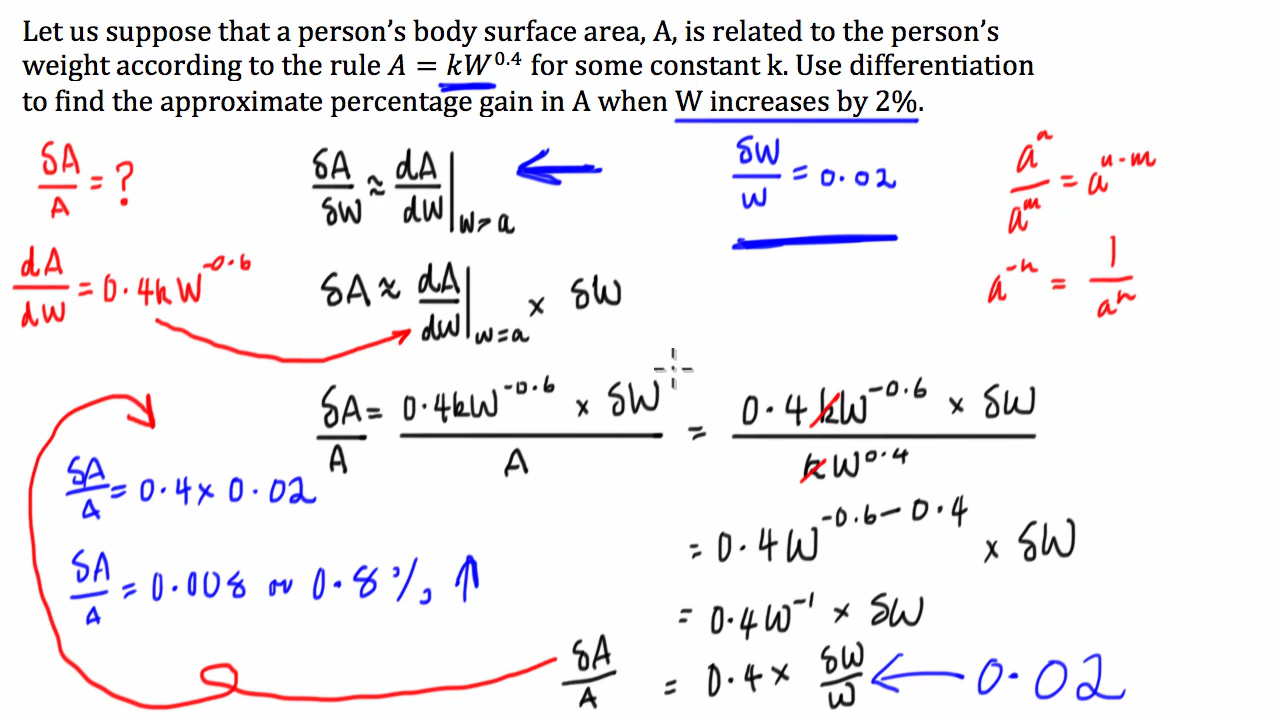 Let us suppose that a person's body surface area, A, is related to the person's
weight according to the rule A = kW^0.4 for some constant k. Use differentiation
to find the approximate percentage gain in A when W increases by 2%.
δA/A = ?
δA/δW ≈ dA/dW |w=a
δW/W = 0.02
a^n/a^m = a^n-m
dA/dW = 0.4kW^-0.6
δA ≈ dA/dW |w=a × δW
a^-n = 1/a^n
δA/A = 0.4kW^-0.6 × δW / A = 0.4kW^-0.6 × δW / kW^0.4
δA/A = 0.4 × 0.02
= 0.4W^-0.6-0.4 × δW
δA/A = 0.008 or 0.8% ↑
= 0.4W^-1 × δW
δA/A = 0.4 × δW/W ← 0.02